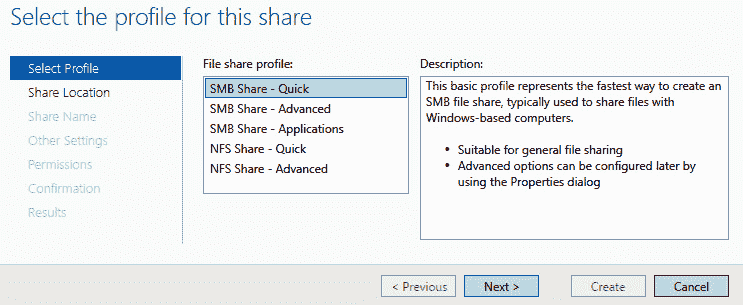 Select the profile for this share
Select Profile
Share Location
Share Name
Other Settings
Permissions
Confirmation
Results
File share profile:
SMB Share - Quick
SMB Share - Advanced
SMB Share - Applications
NFS Share - Quick
NFS Share - Advanced
Description:
This basic profile represents the fastest way to create an
SMB file share, typically used to share files with
Windows-based computers.
• Suitable for general file sharing
• Advanced options can be configured later by
using the Properties dialog
< Previous
Next >
Create
Cancel